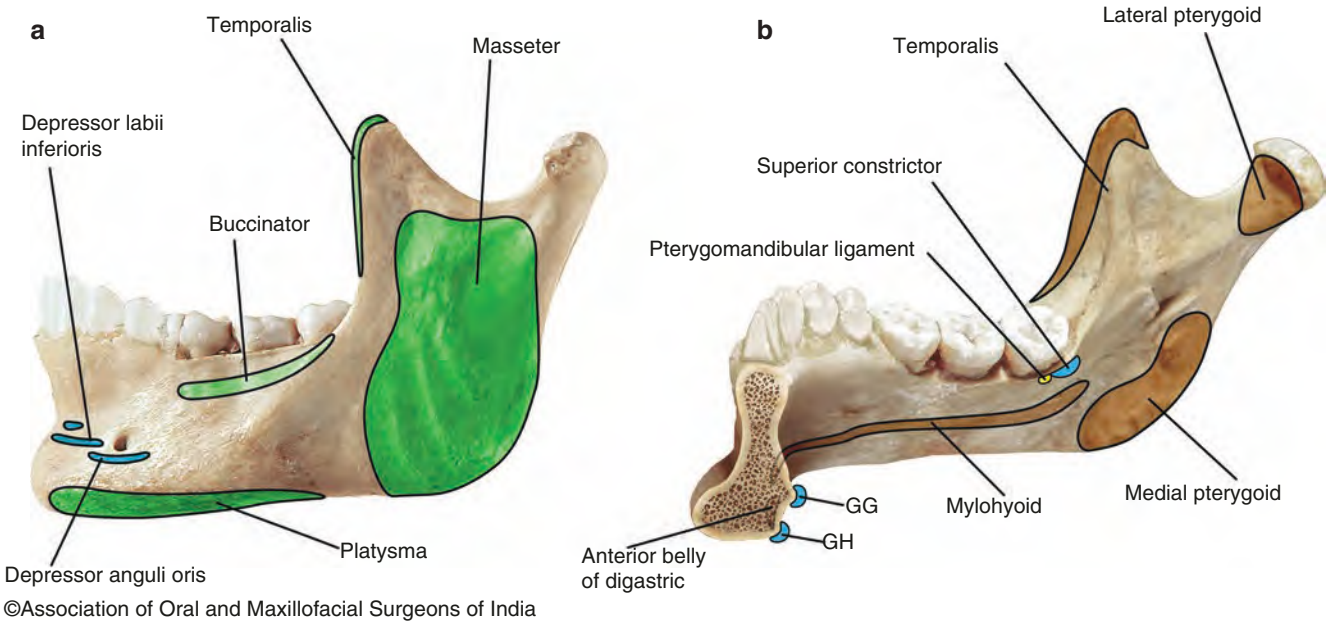 a
Temporalis
Masseter
Depressor labii
inferioris
Buccinator
Platysma
Depressor anguli oris
b
Lateral pterygoid
Temporalis
Superior constrictor
Pterygomandibular ligament
GG
GH
Mylohyoid
Medial pterygoid
Anterior belly
of digastric
©Association of Oral and Maxillofacial Surgeons of India